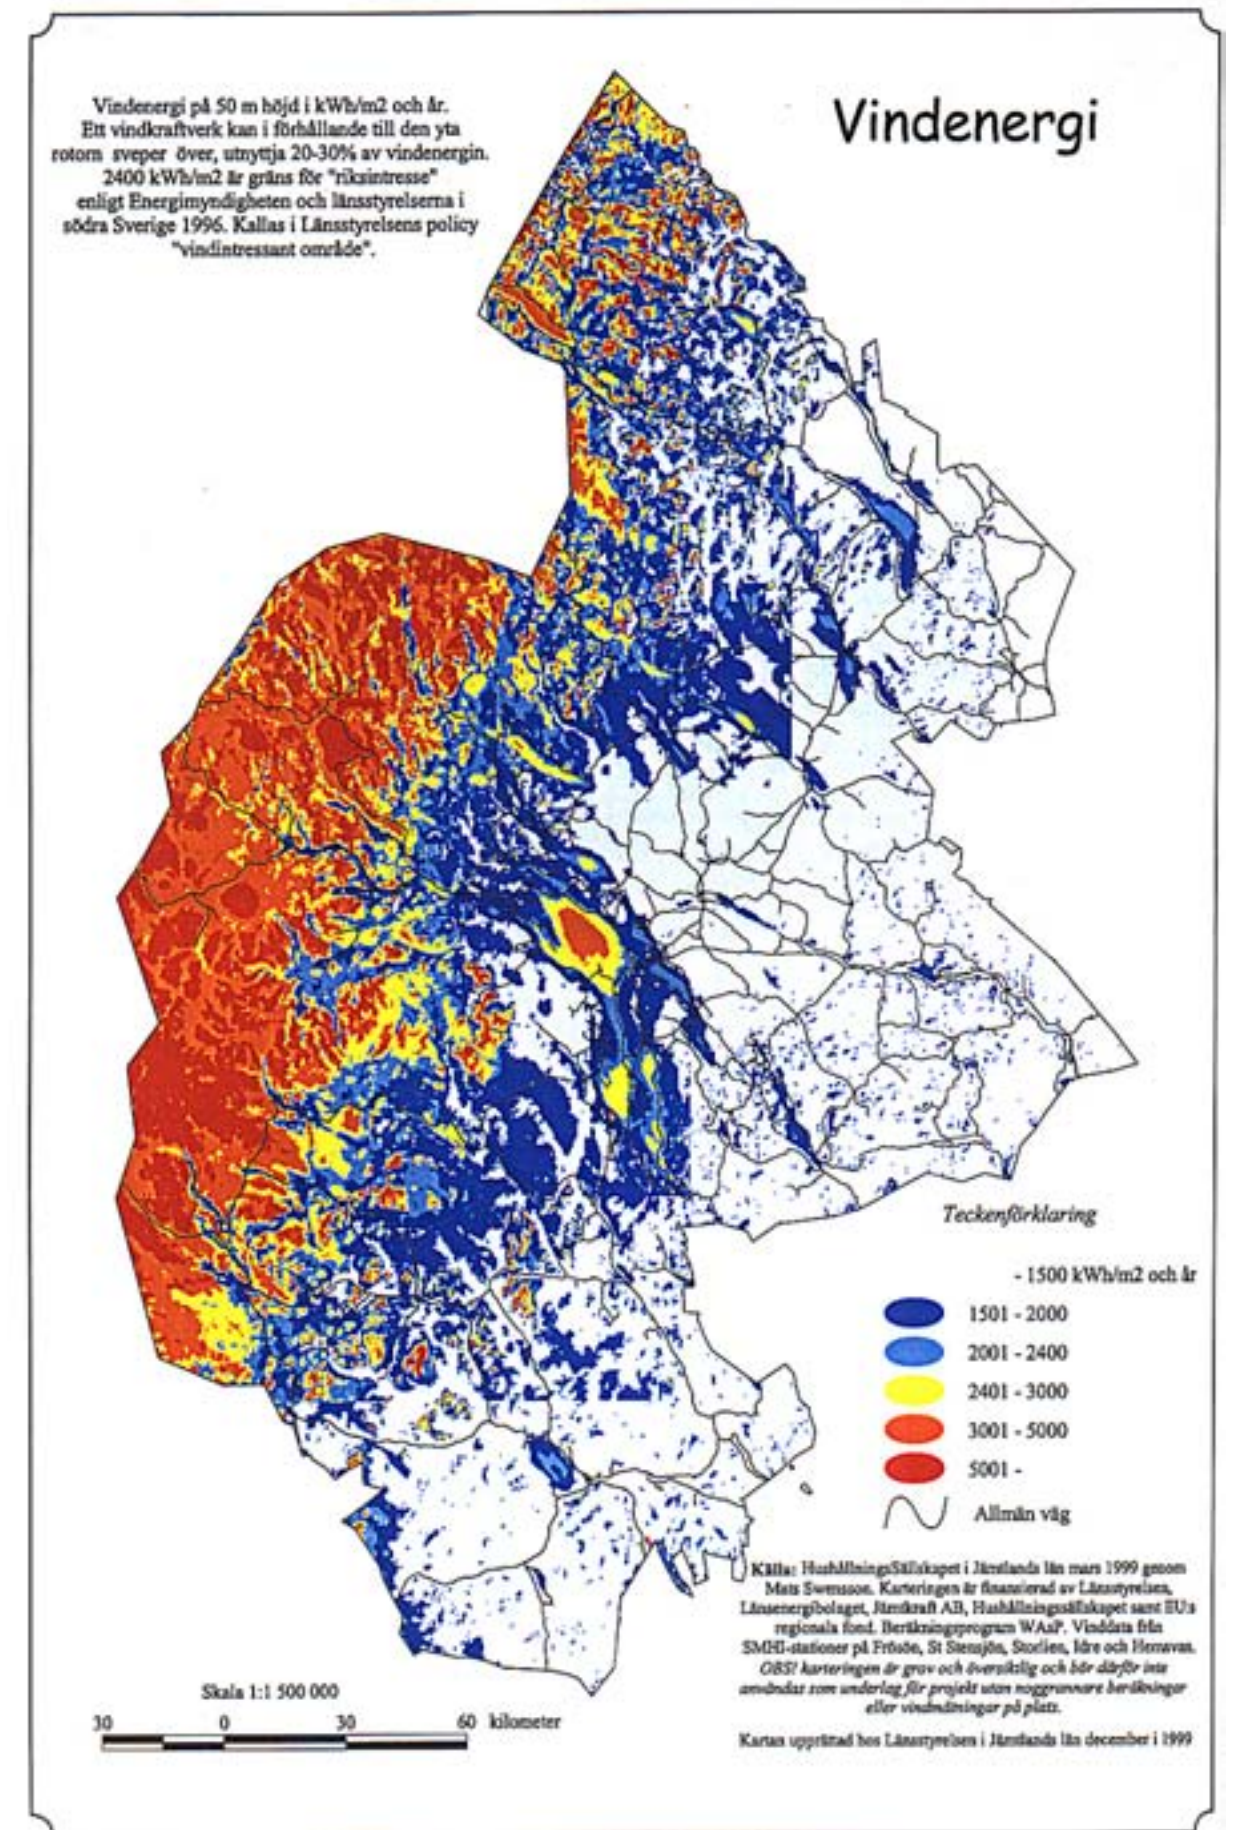 Vindenergi på 50 m höjd i kWh/m2 och år.
Ett vindkraftverk kan i förhållande till den yta
rotorn sveper över, utnyttja 20-30% av vindenergin.
2400 kWh/m2 är gräns för "riksintresse"
enligt Energimyndigheten och länsstyrelserna i
södra Sverige 1996. Kallas i Länsstyrelsens policy
"vindintressant område".
Vindenergi
Teckenförklaring
- 1500 kWh/m2 och år
1501 - 2000
2001 - 2400
2401 - 3000
3001 - 5000
5001 -
Allmän väg
Källa: HushållningsSällskapet i Jämtlands län mars 1999 genom
Mats Swensson. Karteringen är finansierad av Länsstyrelsen,
Länsenergibolaget, Jämtkraft AB, Hushållningssällskapet samt EU:s
regionala fond. Beräkningsprogram WAsP. Vinddata från
SMHI-stationer på Frösön, St Stensjön, Storlien, Idre och Hemavan.
OBS! karteringen är grov och översiktlig och bör därför inte
användas som underlag för projekt utan noggrannare beräkningar
eller vindmätningar på plats.
Kartan upprättad hos Länsstyrelsen i Jämtlands län december i 1999
Skala 1:1 500 000
30 0 30 60 kilometer